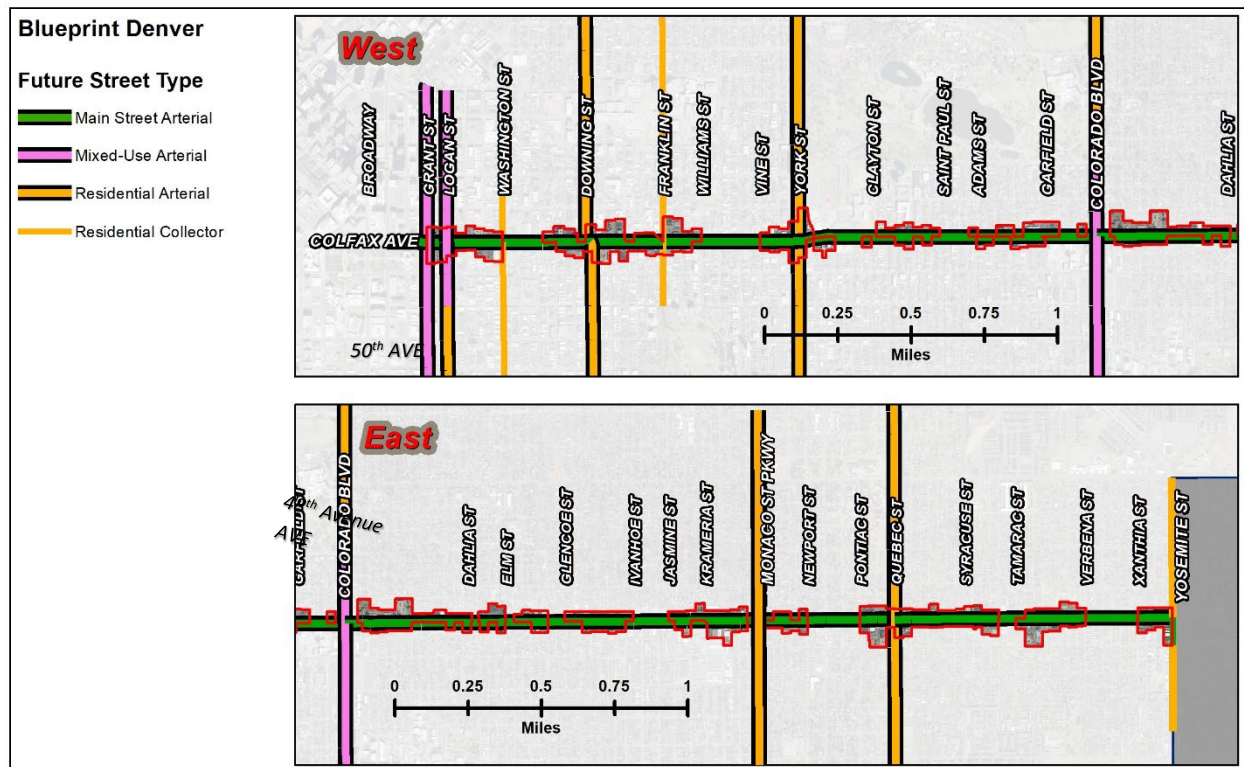 Blueprint Denver
Future Street Type
Main Street Arterial
Mixed-Use Arterial
Residential Arterial
Residential Collector
West
BROADWAY
GRANT ST
LOGAN ST
WASHINGTON ST
DOWNING ST
FRANKLIN ST
WILLIAMS ST
VINE ST
YORK ST
CLAYTON ST
SAINT PAUL ST
ADAMS ST
GARFIELD ST
COLORADO BLVD
DAHLIA ST
COLFAX AVE
50th AVE
0 0.25 0.5 0.75 1
Miles
East
GARFIELD ST
COLORADO BLVD
Avenue
AVE
DAHLIA ST
ELM ST
GLENCOE ST
IVANHOE ST
JASMINE ST
KRAMERIA ST
MONACO ST PKWY
NEWPORT ST
PONTIAC ST
QUEBEC ST
SYRACUSE ST
TAMARAC ST
VERBENA ST
XANTHIA ST
YOSEMITE ST
0 0.25 0.5 0.75 1
Miles